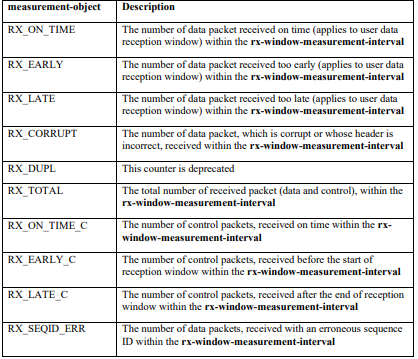 measurement-object Description
RX_ON_TIME The number of data packet received on time (applies to user data
reception window) within the rx-window-measurement-interval
RX_EARLY The number of data packet received too early (applies to user data
reception window) within the rx-window-measurement-interval
RX_LATE The number of data packet received too late (applies to user data
reception window) within the rx-window-measurement-interval
RX_CORRUPT The number of data packet, which is corrupt or whose header is
incorrect, received within the rx-window-measurement-interval
RX_DUPL This counter is deprecated
RX_TOTAL The total number of received packet (data and control), within the
rx-window-measurement-interval
RX_ON_TIME_C The number of control packets, received on time within the rx-
window-measurement-interval
RX_EARLY_C The number of control packets, received before the start of
reception window within the rx-window-measurement-interval
RX_LATE_C The number of control packets, received after the end of reception
window within the rx-window-measurement-interval
RX_SEQID_ERR The number of data packets, received with an erroneous sequence
ID within the rx-window-measurement-interval